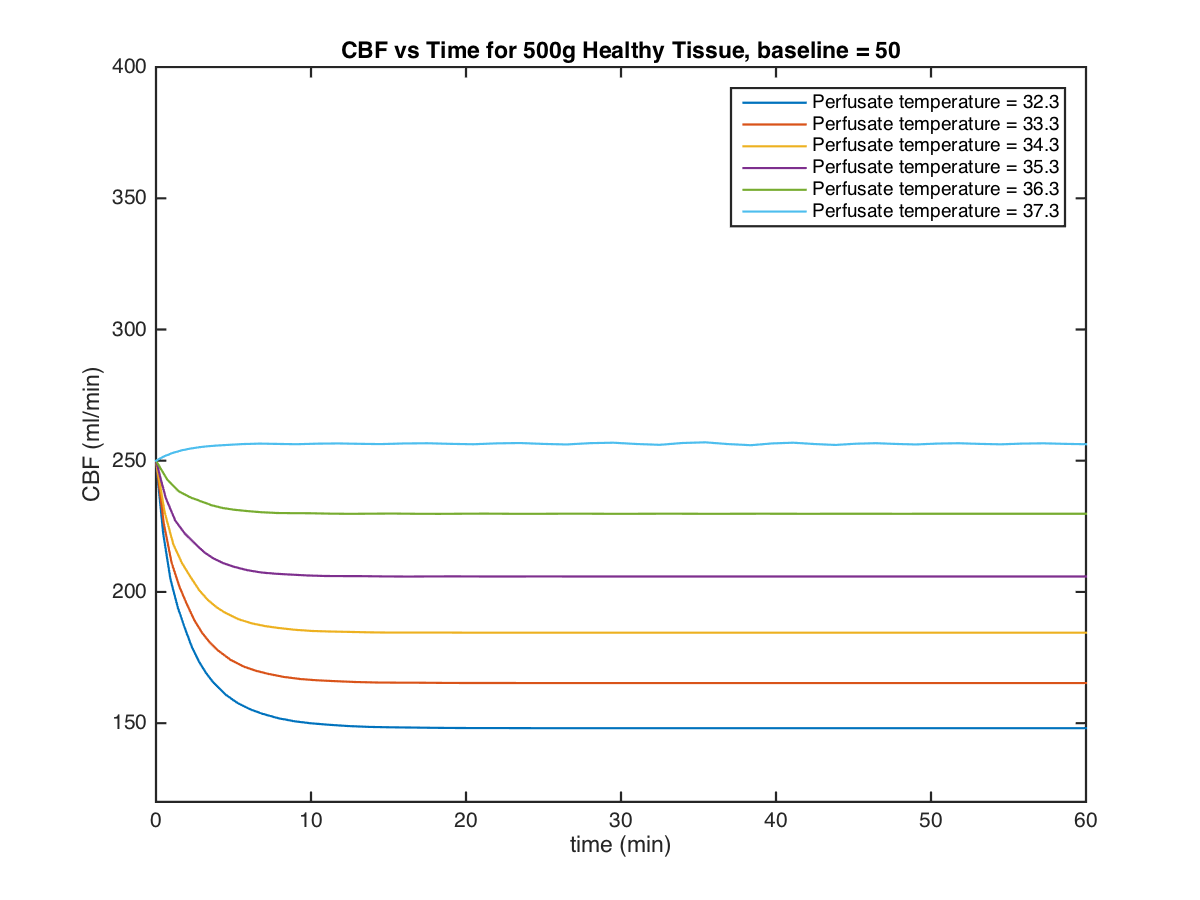 CBF vs Time for 500g Healthy Tissue, baseline = 50
400
350
300
250
200
150
CBF (ml/min)
Perfusate temperature = 32.3
Perfusate temperature = 33.3
Perfusate temperature = 34.3
Perfusate temperature = 35.3
Perfusate temperature = 36.3
Perfusate temperature = 37.3
0 10 20 30 40 50 60
time (min)